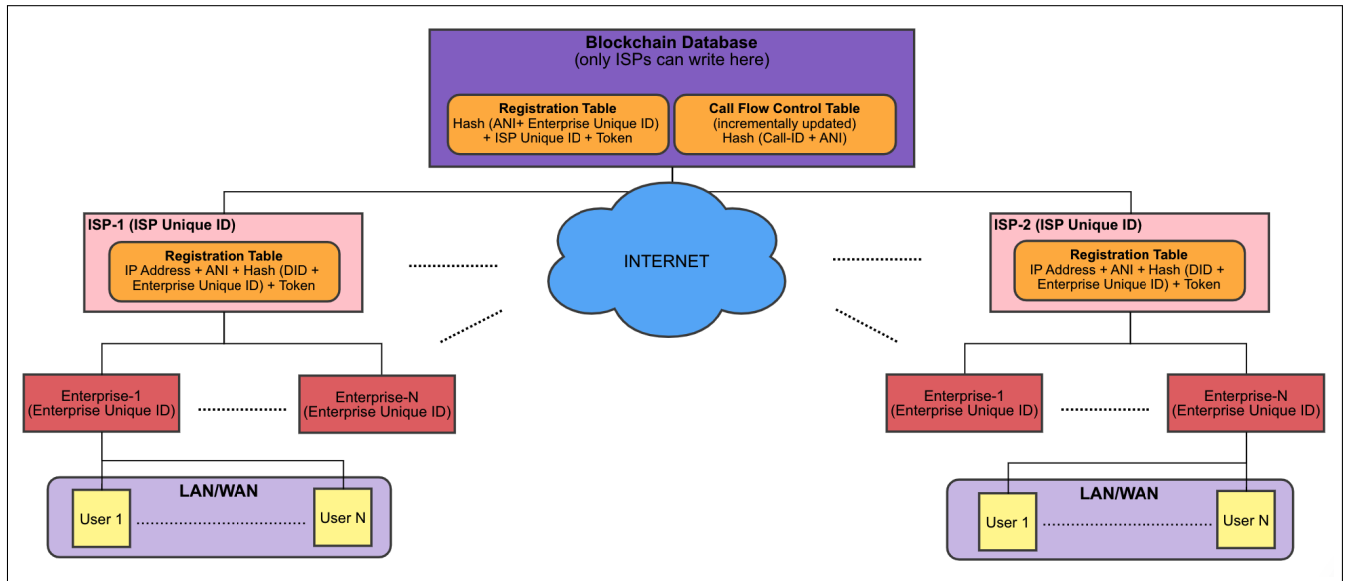 Blockchain Database
(only ISPs can write here)
Registration Table
Hash (ANI+ Enterprise Unique ID)
+ ISP Unique ID + Token
Call Flow Control Table
(incrementally updated)
Hash (Call-ID + ANI)
ISP-1 (ISP Unique ID)
Registration Table
IP Address + ANI + Hash (DID +
Enterprise Unique ID) + Token
INTERNET
ISP-2 (ISP Unique ID)
Registration Table
IP Address + ANI + Hash (DID +
Enterprise Unique ID) + Token
Enterprise-1
(Enterprise Unique ID)
Enterprise-N
(Enterprise Unique ID)
Enterprise-1
(Enterprise Unique ID)
Enterprise-N
(Enterprise Unique ID)
LAN/WAN
User 1
User N
LAN/WAN
User 1
User N